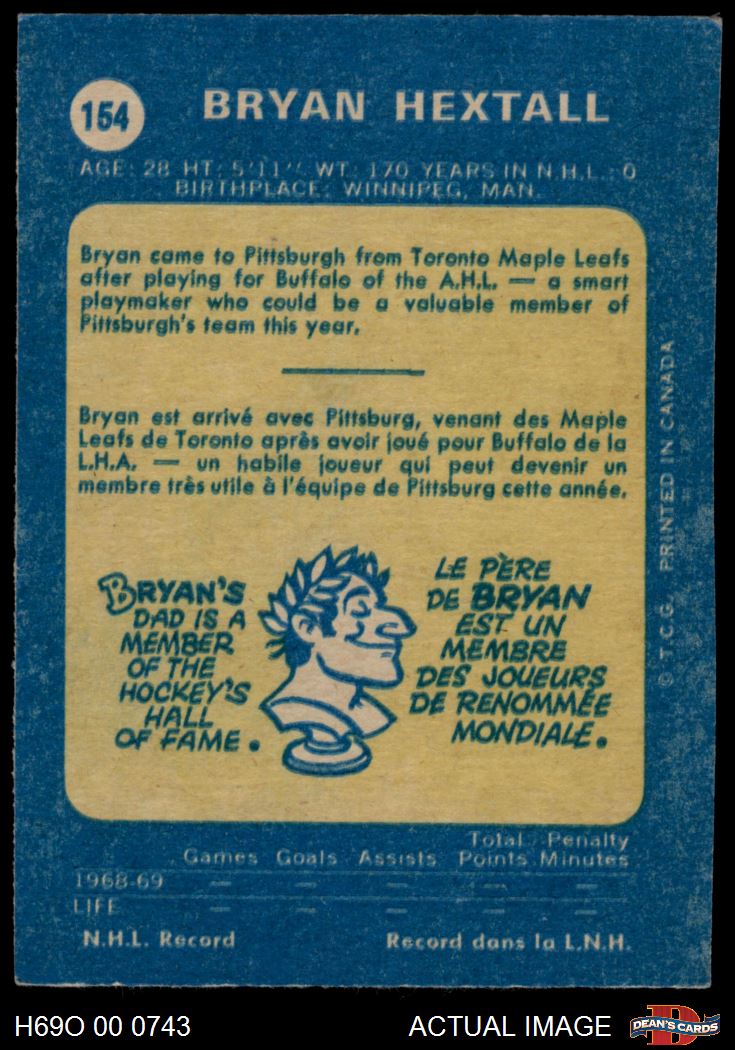 154
BRYAN HEXTALL
AGE: 28 HT: 5'11'' WT: 170 YEARS IN N.H.L.: 0
BIRTHPLACE: WINNIPEG, MAN.
Bryan came to Pittsburgh from Toronto Maple Leafs
after playing for Buffalo of the A.H.L. — a smart
playmaker who could be a valuable member of
Pittsburgh's team this year.
Bryan est arrivé avec Pittsburg, venant des Maple
Leafs de Toronto après avoir joué pour Buffalo de la
L.H.A. — un habile joueur qui peut devenir un
membre très utile à l'équipe de Pittsburg cette année.
BRYAN'S
DAD IS A
MEMBER
OF THE
HOCKEY'S
HALL
OF FAME.
LE PÈRE
DE BRYAN
EST UN
MEMBRE
DES JOUEURS
DE RENOMMÉE
MONDIALE.
© T.C.G. PRINTED IN CANADA
Total Penalty
Games Goals Assists Points Minutes
1968-69 — — — — —
LIFE — — — — —
N.H.L. Record Record dans la L.N.H.
H69O 00 0743 ACTUAL IMAGE D DEAN'S CARDS